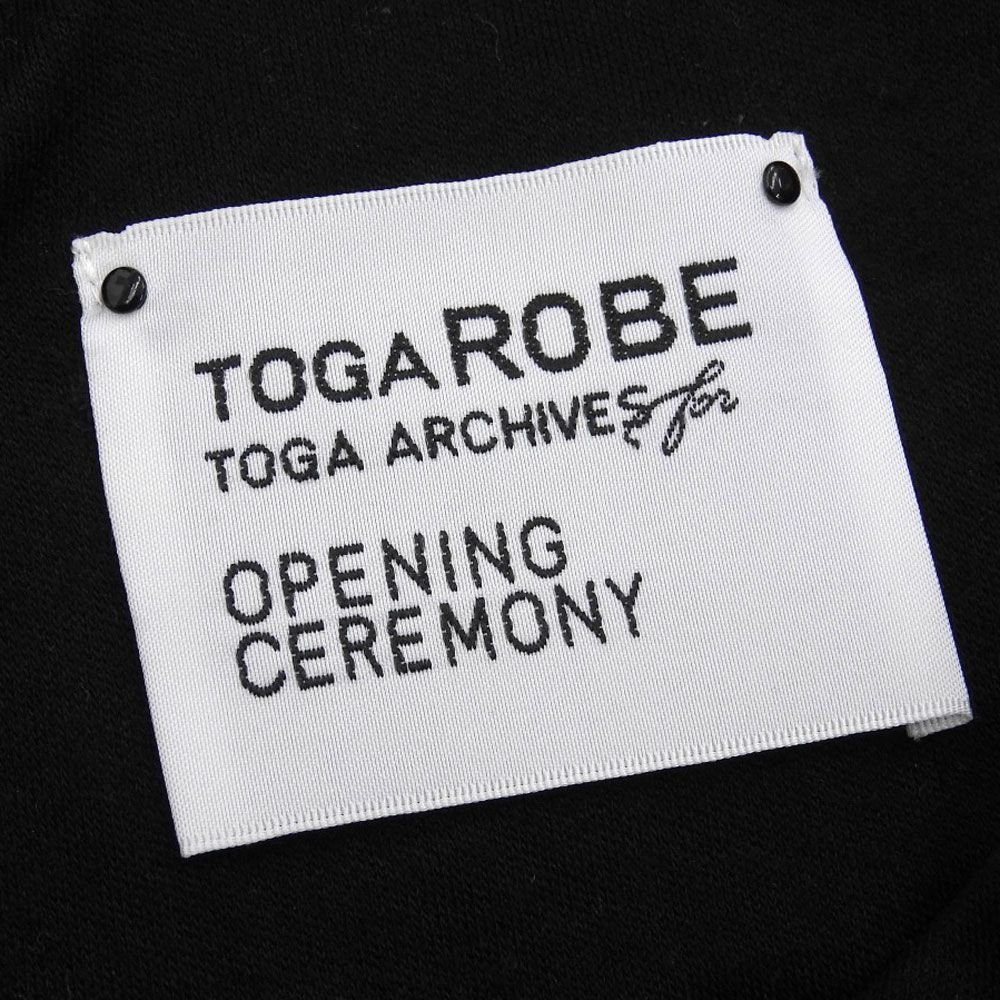 TOGA ROBE
TOGA ARCHIVES for
OPENING
CEREMONY